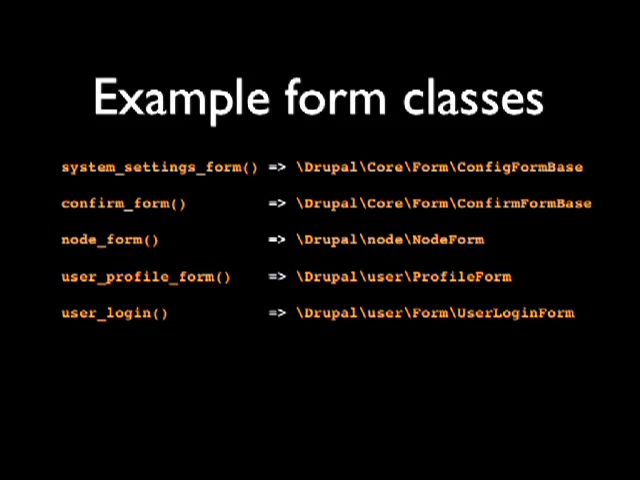 Example form classes
system_settings_form() => \Drupal\Core\Form\ConfigFormBase
confirm_form() => \Drupal\Core\Form\ConfirmFormBase
node_form() => \Drupal\node\NodeForm
user_profile_form() => \Drupal\user\ProfileForm
user_login() => \Drupal\user\Form\UserLoginForm